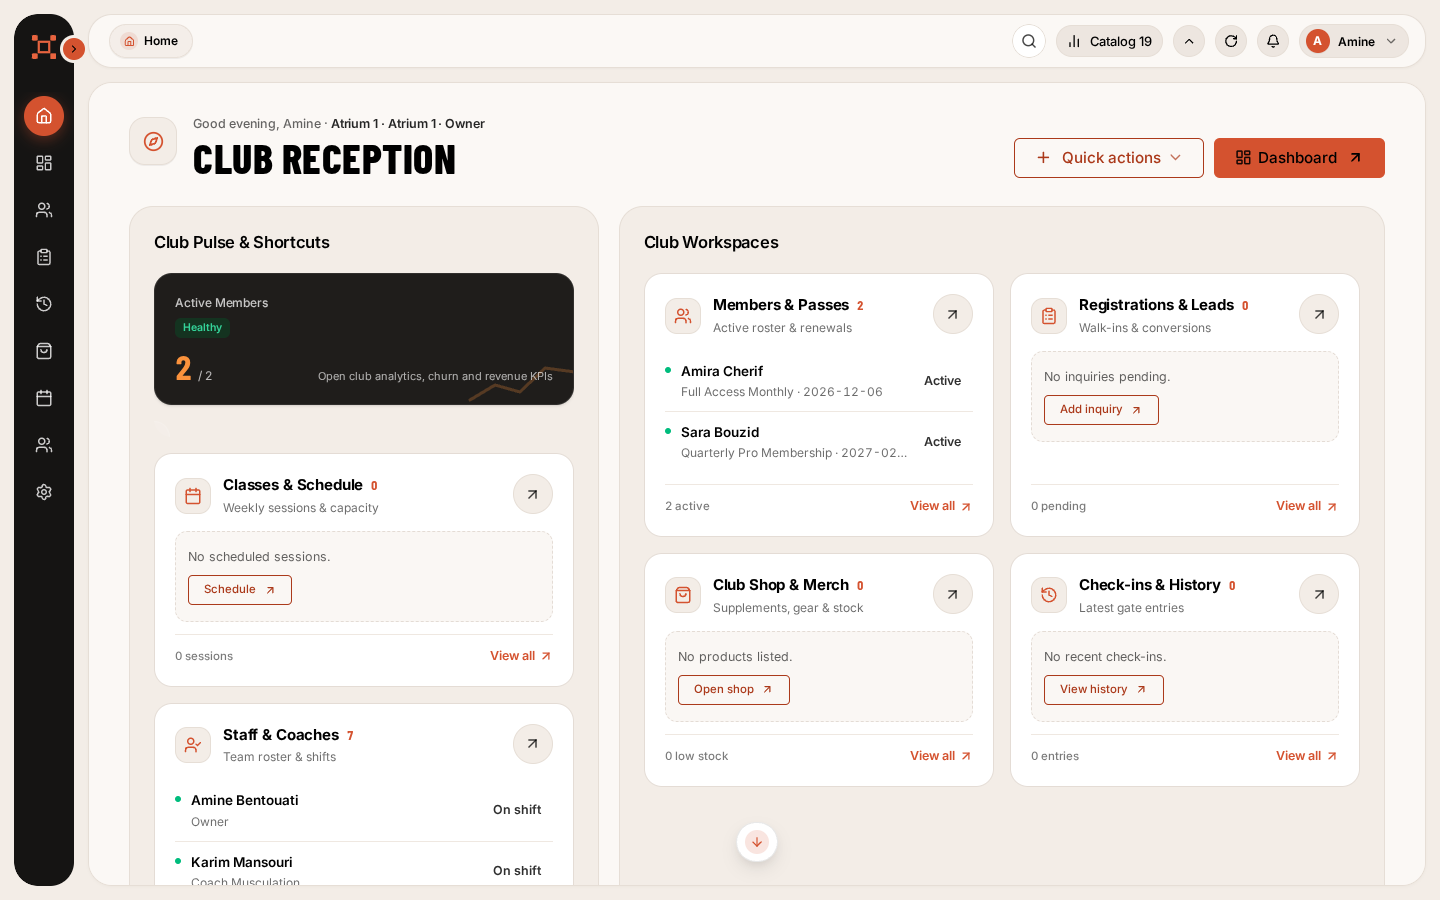 Home
Catalog 19
A Amine
Good evening, Amine · Atrium 1 · Atrium 1 · Owner
CLUB RECEPTION
Quick actions
Dashboard
Club Pulse & Shortcuts
Active Members
Healthy
2 / 2
Open club analytics, churn and revenue KPIs
Classes & Schedule 0
Weekly sessions & capacity
No scheduled sessions.
Schedule
0 sessions
View all
Staff & Coaches 7
Team roster & shifts
Amine Bentouati
Owner
On shift
Karim Mansouri
Coach Musculation
On shift
Club Workspaces
Members & Passes 2
Active roster & renewals
Amira Cherif
Full Access Monthly · 2026-12-06
Active
Sara Bouzid
Quarterly Pro Membership · 2027-02...
Active
2 active
View all
Registrations & Leads 0
Walk-ins & conversions
No inquiries pending.
Add inquiry
0 pending
View all
Club Shop & Merch 0
Supplements, gear & stock
No products listed.
Open shop
0 low stock
View all
Check-ins & History 0
Latest gate entries
No recent check-ins.
View history
0 entries
View all